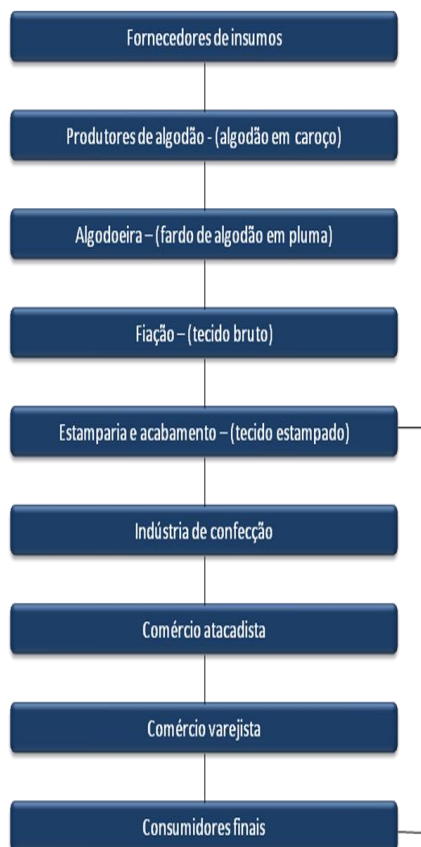 Fornecedores de insumos
Produtores de algodão - (algodão em caroço)
Algodoeira – (fardo de algodão em pluma)
Fiação – (tecido bruto)
Estamparia e acabamento – (tecido estampado)
Indústria de confecção
Comércio atacadista
Comércio varejista
Consumidores finais